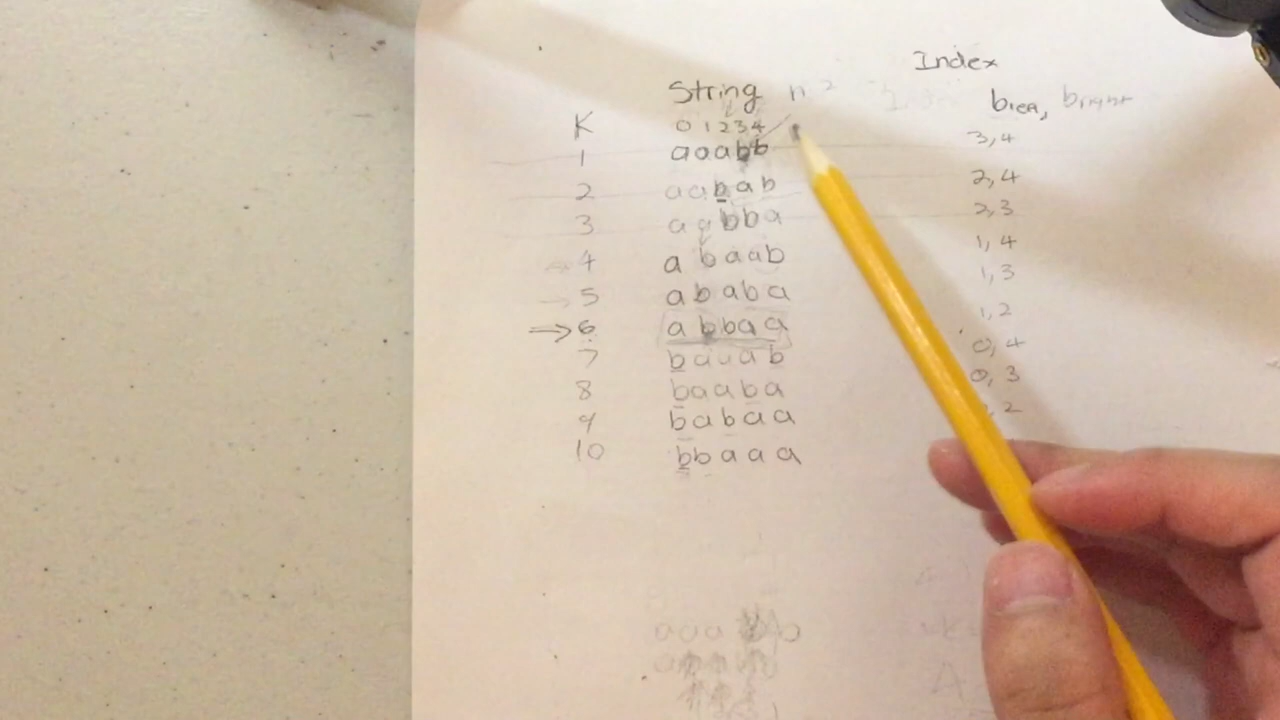 Index
String n² bleft, bright
K 01234
1 aaabb 3,4
2 aabab 2,4
3 aabba 2,3
4 abaab 1,4
5 ababa 1,3
6 abbaa 1,2
7 baaab 0,4
8 baaba 0,3
9 babaa 2
10 bbaaa